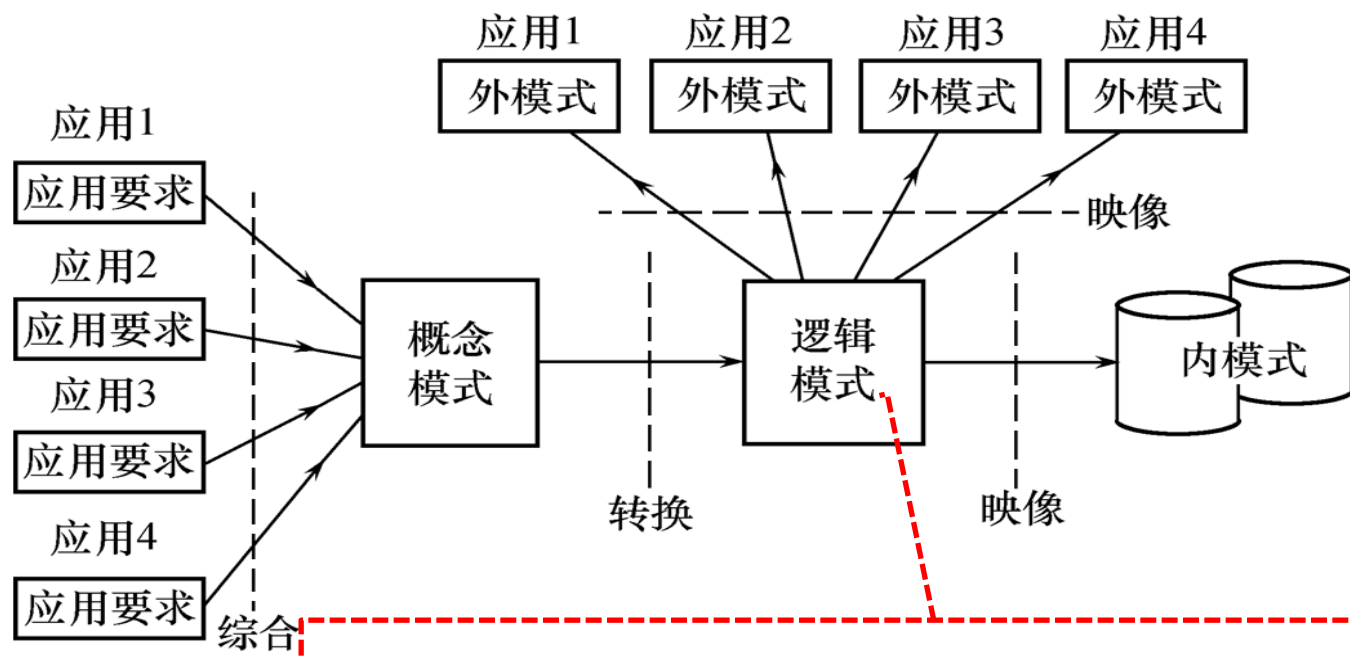 应用1 应用2 应用3 应用4
外模式 外模式 外模式 外模式
应用1
应用要求
映像
应用2
应用要求
概念
模式
逻辑
模式
内模式
应用3
应用要求
转换
映像
应用4
应用要求
综合